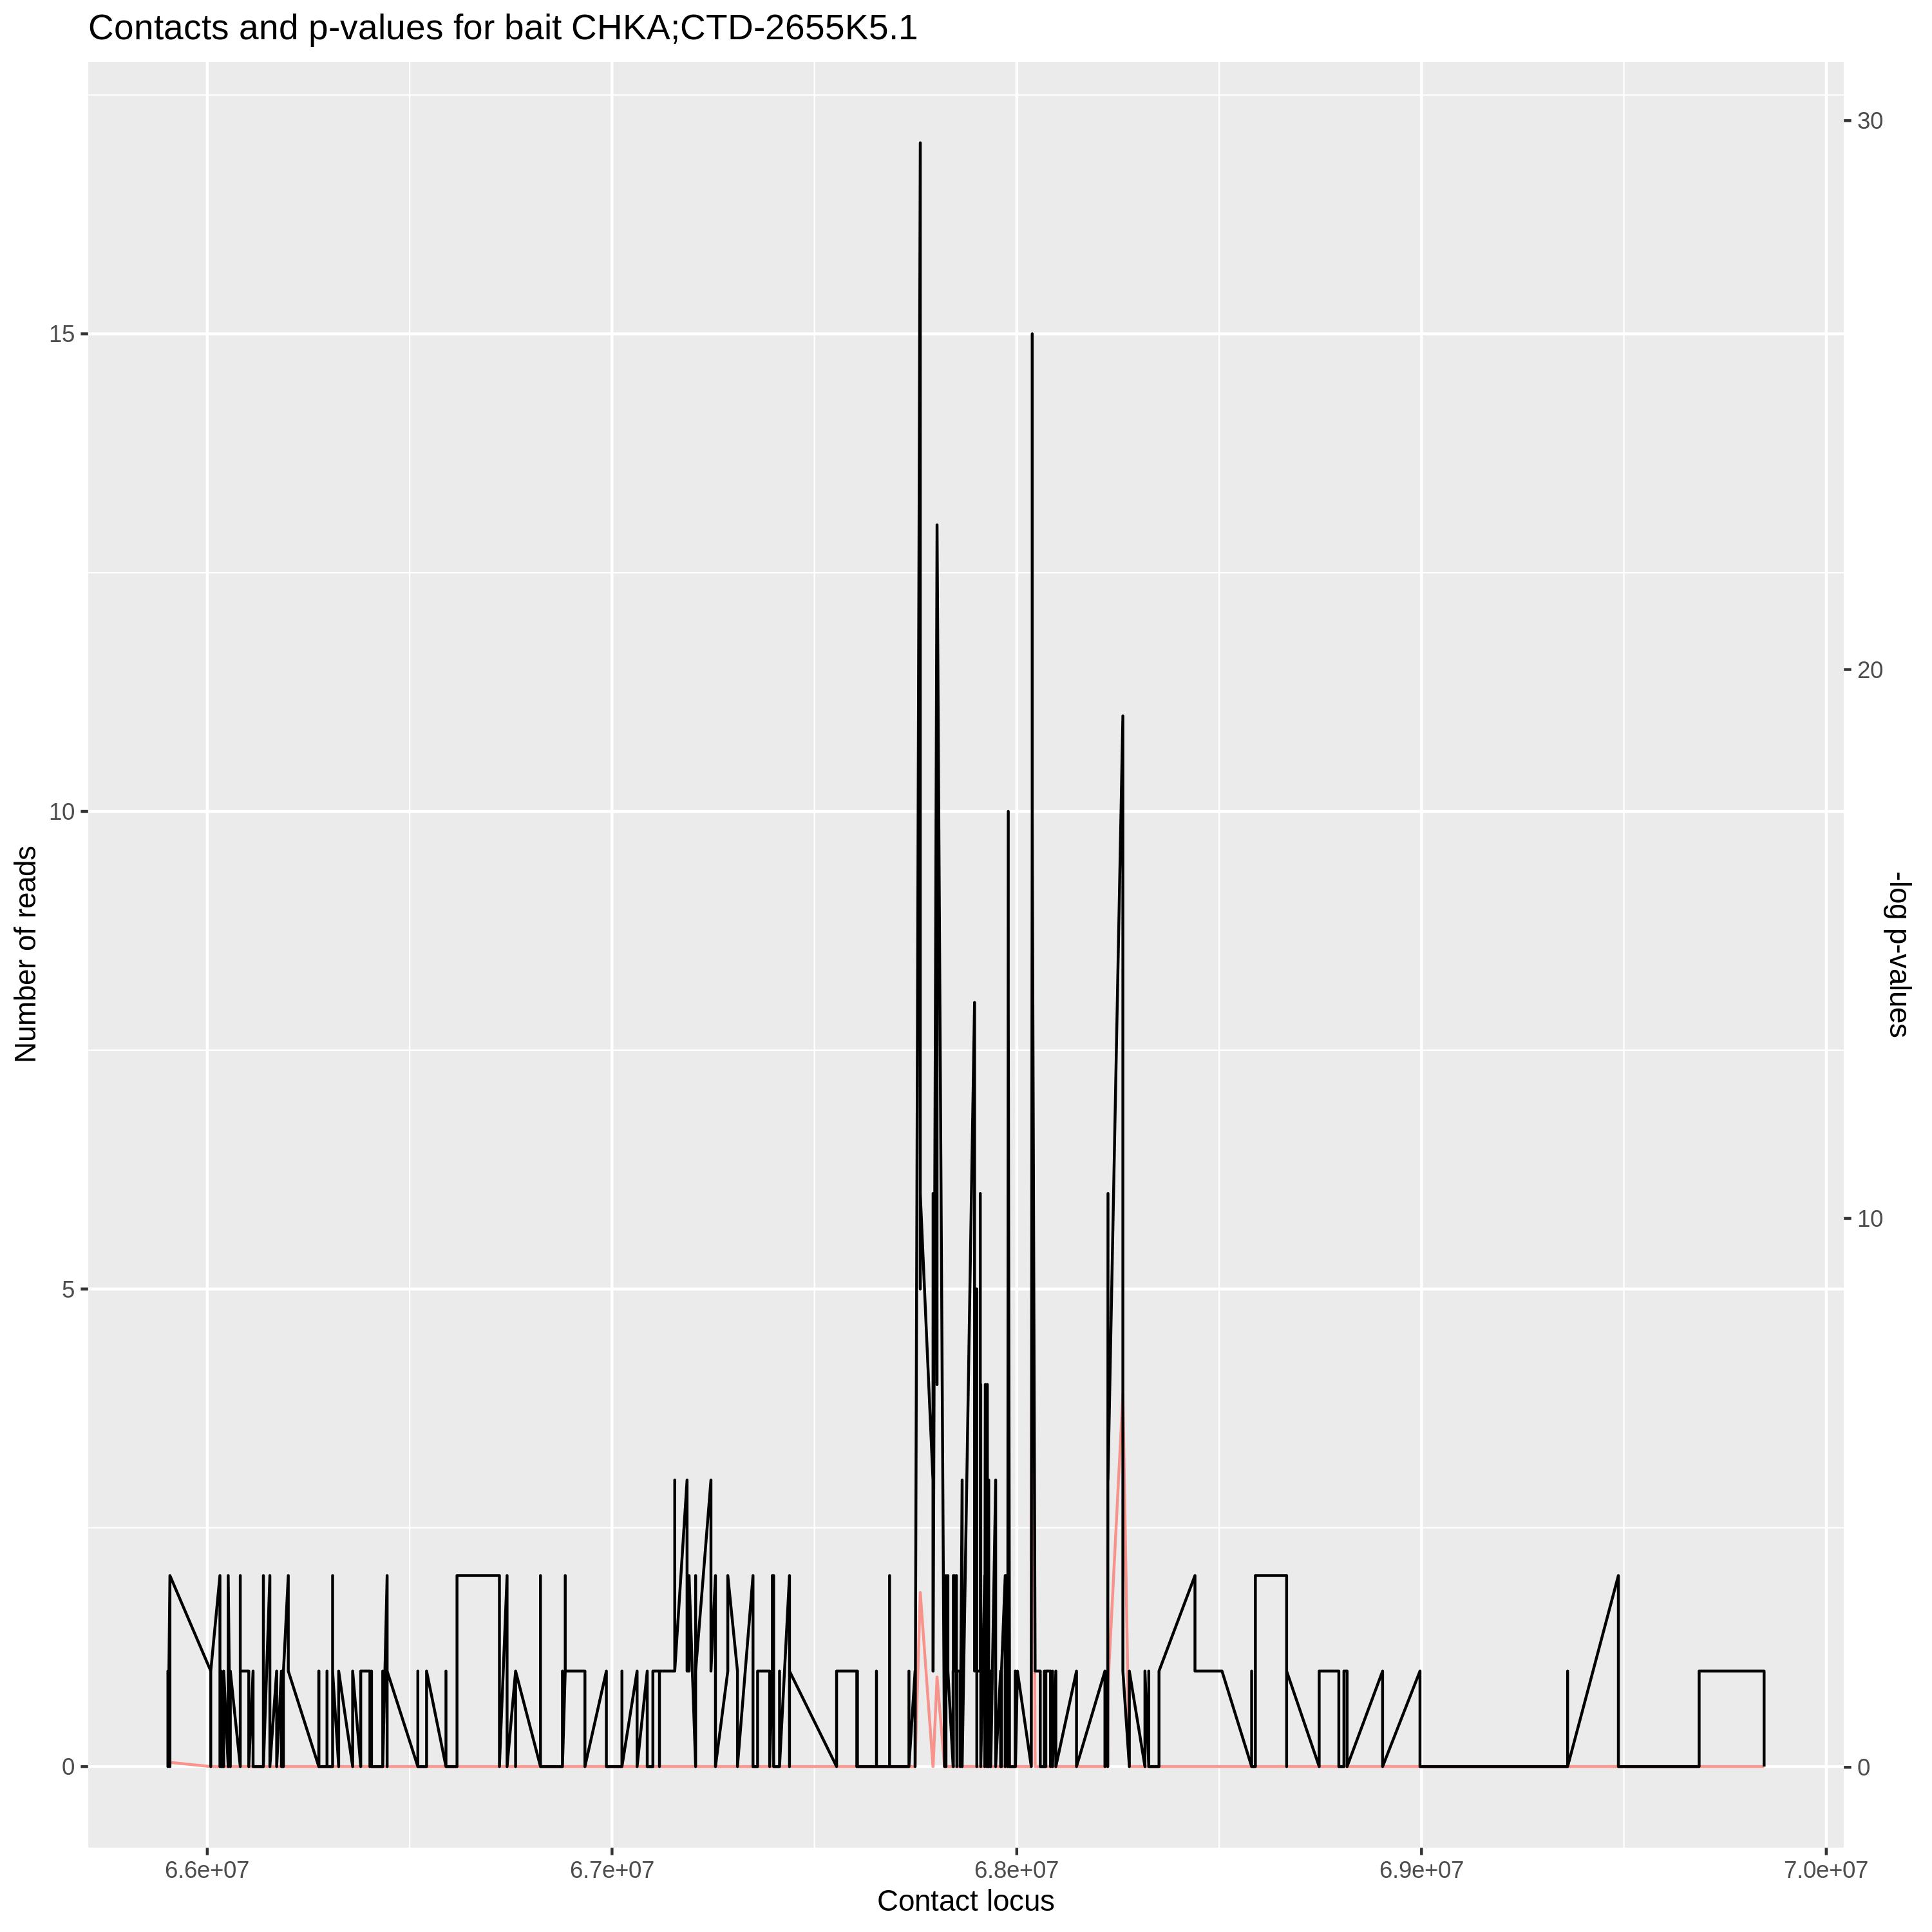 Contacts and p-values for bait CHKA;CTD-2655K5.1
30
15
20
10
10
5
0
0
Number of reads
-log p-values
6.6e+07 6.7e+07 6.8e+07 6.9e+07 7.0e+07
Contact locus